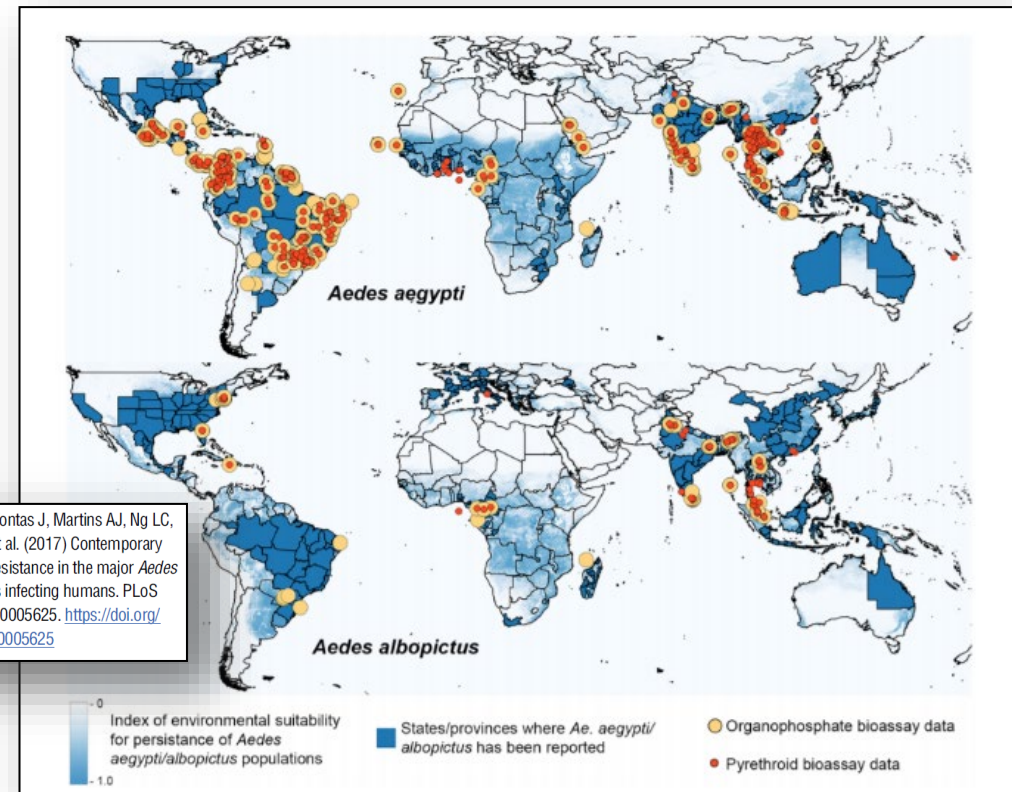 Aedes aegypti
Aedes albopictus
ontas J, Martins AJ, Ng LC,
t al. (2017) Contemporary
esistance in the major Aedes
s infecting humans. PLoS
0005625. https://doi.org/
0005625
0
Index of environmental suitability
for persistance of Aedes
aegypti/albopictus populations
1.0
States/provinces where Ae. aegypti/
albopictus has been reported
Organophosphate bioassay data
Pyrethroid bioassay data